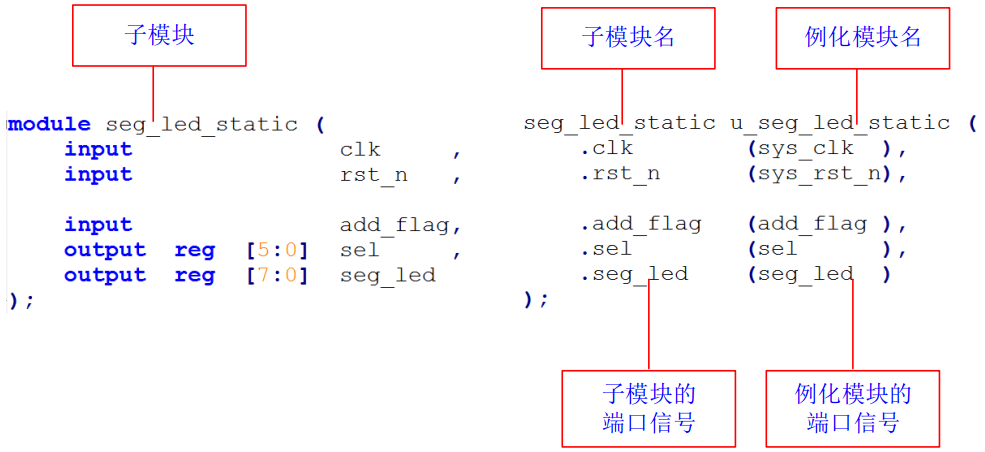 子模块
module seg_led_static (
input clk ,
input rst_n ,
input add_flag,
output reg [5:0] sel ,
output reg [7:0] seg_led
);
子模块名
例化模块名
seg_led_static u_seg_led_static (
.clk (sys_clk ),
.rst_n (sys_rst_n),
.add_flag (add_flag ),
.sel (sel ),
.seg_led (seg_led )
);
子模块的
端口信号
例化模块的
端口信号